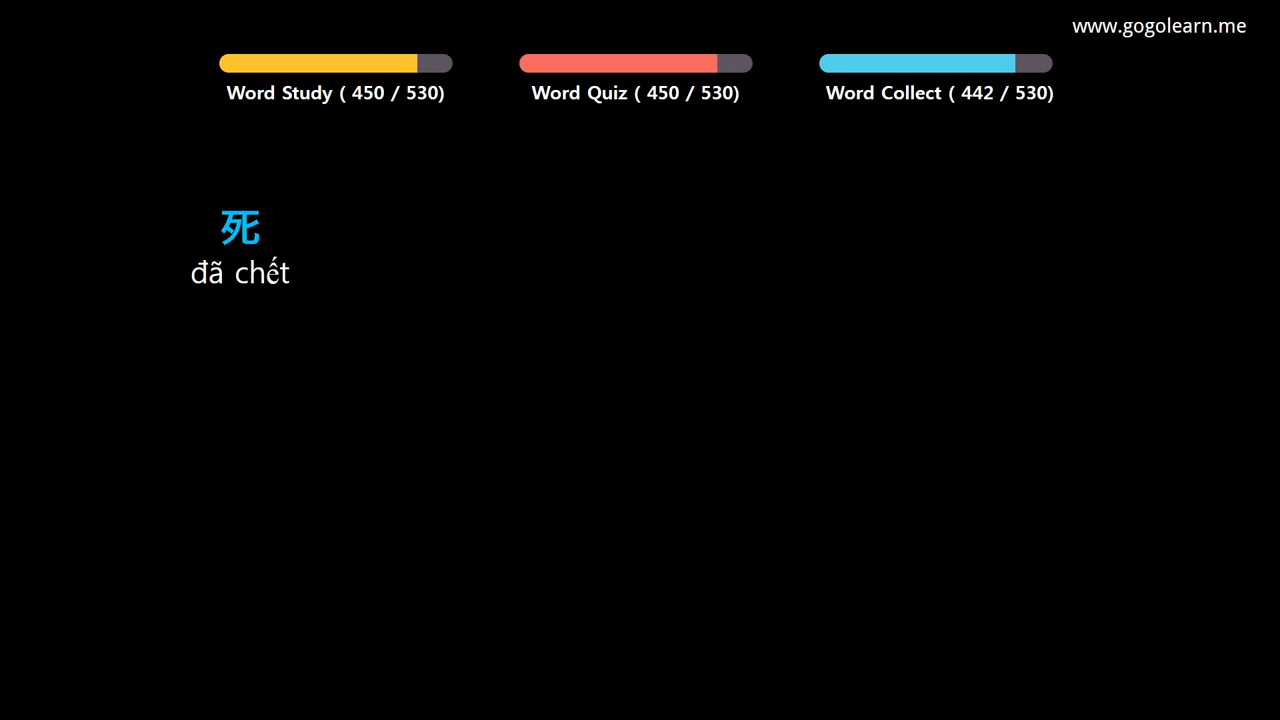 www.gogolearn.me
Word Study ( 450 / 530)
Word Quiz ( 450 / 530)
Word Collect ( 442 / 530)
死
đã chết